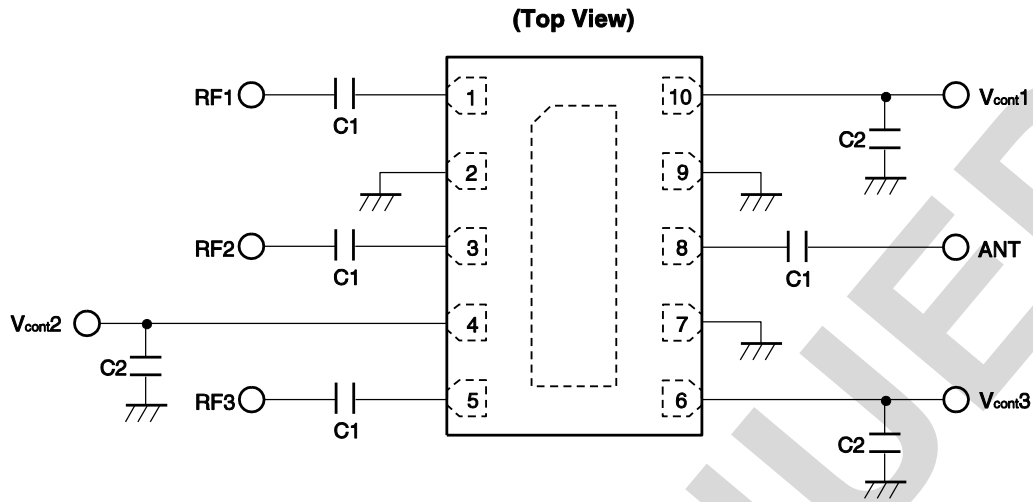 (Top View)
RF1
C1
1
10
Vcont1
C2
2
9
RF2
C1
3
8
C1
ANT
Vcont2
C2
4
7
RF3
C1
5
6
Vcont3
C2